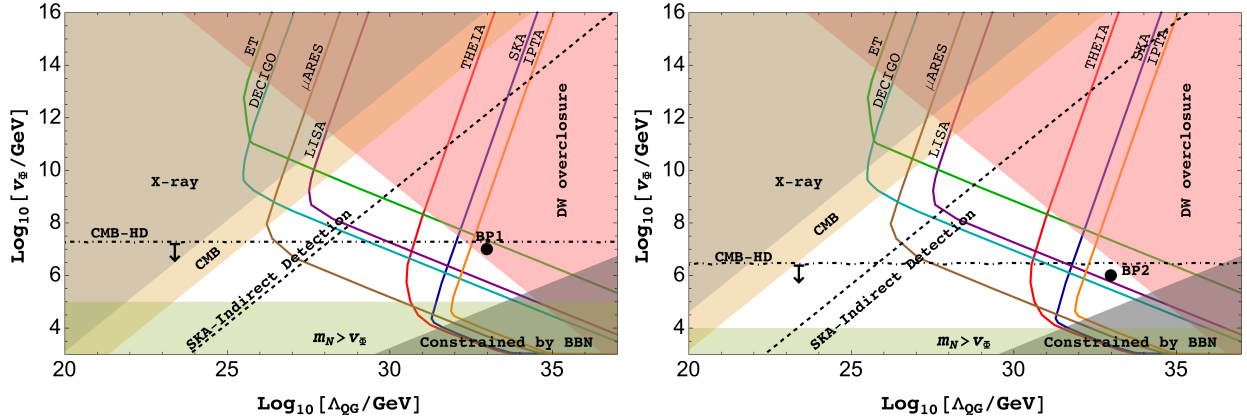 16
14
12
10
8
6
4
20
25
30
35
Log10[vΦ/GeV]
Log10[ΛQG/GeV]
ET
DECIGO
μARES
LISA
THEIA
SKA
IPTA
DW overclosure
X-ray
CMB-HD
CMB
SKA-Indirect Detection
BP1
mN>vΦ
Constrained by BBN
16
14
12
10
8
6
4
20
25
30
35
Log10[vΦ/GeV]
Log10[ΛQG/GeV]
ET
DECIGO
μARES
LISA
THEIA
SKA
IPTA
DW overclosure
X-ray
CMB
CMB-HD
SKA-Indirect Detection
BP2
mN>vΦ
Constrained by BBN